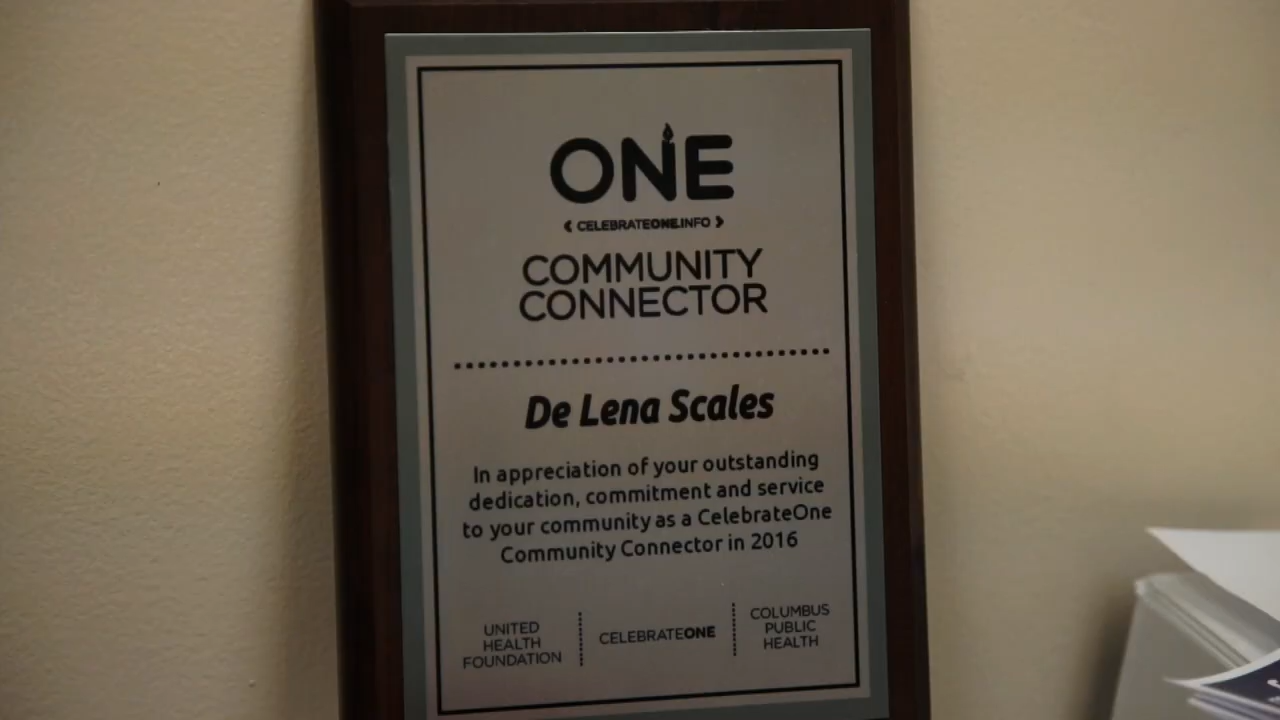 ONE
‹ CELEBRATEONE.INFO ›
COMMUNITY
CONNECTOR
De Lena Scales
In appreciation of your outstanding
dedication, commitment and service
to your community as a CelebrateOne
Community Connector in 2016
UNITED
HEALTH
FOUNDATION
CELEBRATEONE
COLUMBUS
PUBLIC
HEALTH